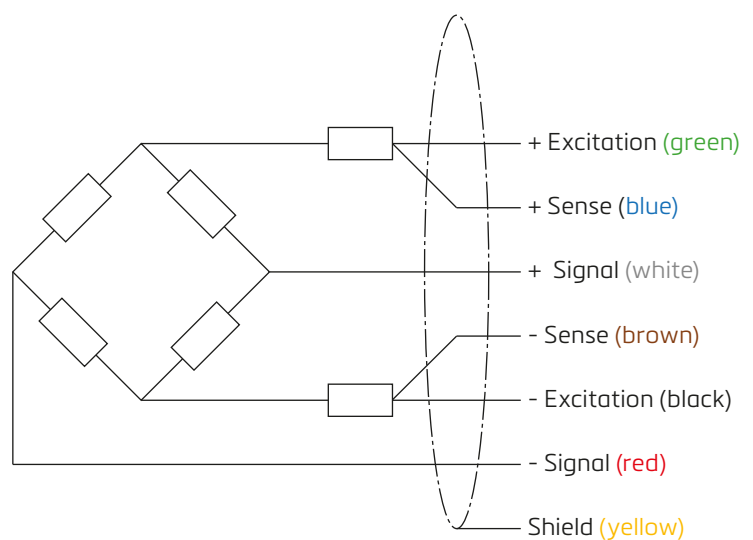 + Excitation (green)
+ Sense (blue)
+ Signal (white)
- Sense (brown)
- Excitation (black)
- Signal (red)
Shield (yellow)